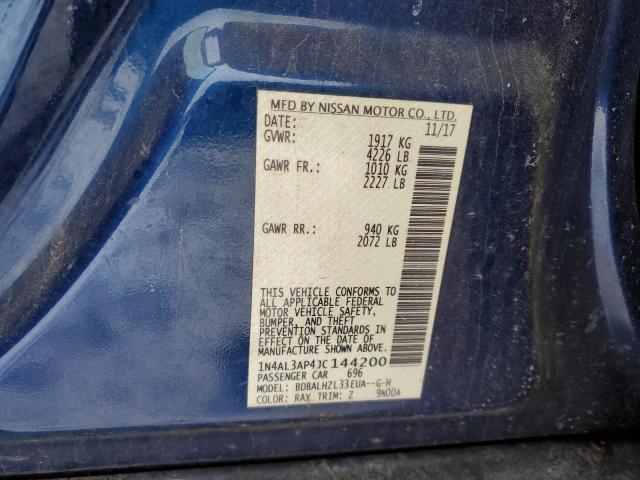 MFD BY NISSAN MOTOR CO., LTD.
DATE: 11/17
GVWR: 1917 KG
4226 LB
GAWR FR.: 1010 KG
2227 LB
GAWR RR.: 940 KG
2072 LB
THIS VEHICLE CONFORMS TO
ALL APPLICABLE FEDERAL
MOTOR VEHICLE SAFETY,
BUMPER, AND THEFT
PREVENTION STANDARDS IN
EFFECT ON THE DATE OF
MANUFACTURE SHOWN ABOVE.
1N4AL3AP4JC144200
PASSENGER CAR 696
MODEL: BDBALHZL33EUA--G-H
COLOR: RAY TRIM: Z 9N00A